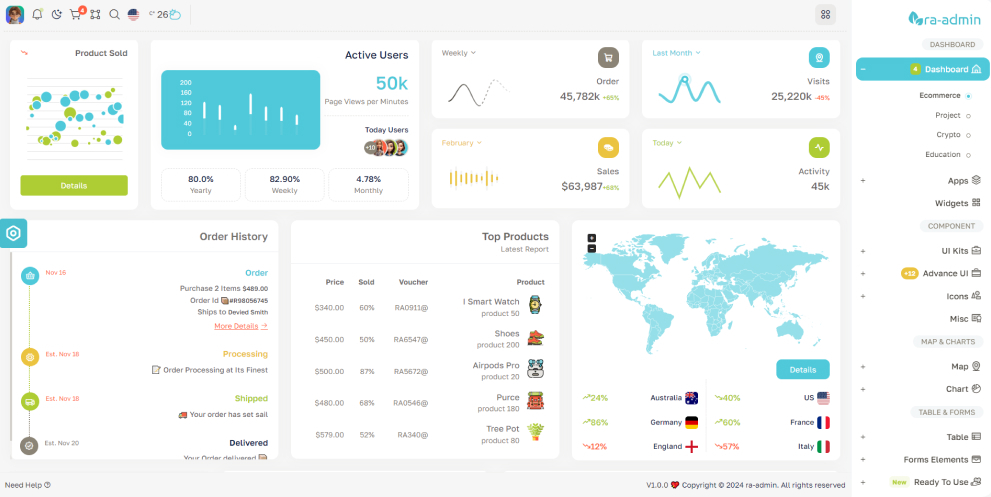 4
26
Product Sold
Details
Active Users
50k
Page Views per Minutes
200
160
120
80
40
0
Today Users
+10
80.0%
Yearly
82.90%
Weekly
4.78%
Monthly
Weekly
Order
45,782k +65%
Last Month
Visits
25,220k -45%
February
Sales
$63,987 +68%
Today
Activity
45k
Order History
Nov 16
Order
Purchase 2 Items $489.00
Order Id #R98056745
Ships to Devied Smith
More Details
Est. Nov 18
Processing
Order Processing at Its Finest
Est. Nov 18
Shipped
Your order has set sail
Est. Nov 20
Delivered
Your Order delivered
Top Products
Latest Report
Price Sold Voucher Product
$340.00 60% RA0911@ I Smart Watch
product 50
$450.00 50% RA6547@ Shoes
product 200
$500.00 87% RA5672@ Airpods Pro
product 20
$480.00 68% RA0546@ Purce
product 180
$579.00 52% RA340@ Tree Pot
product 80
+
-
Details
24% Australia 40% US
86% Germany 60% France
12% England 57% Italy
Need Help
V1.0.0 Copyright © 2024 ra-admin. All rights reserved
ra-admin
DASHBOARD
4 Dashboard
Ecommerce
Project
Crypto
Education
Apps
Widgets
COMPONENT
UI Kits
+12 Advance UI
Icons
Misc
MAP & CHARTS
Map
Chart
TABLE & FORMS
Table
Forms Elements
New Ready To Use